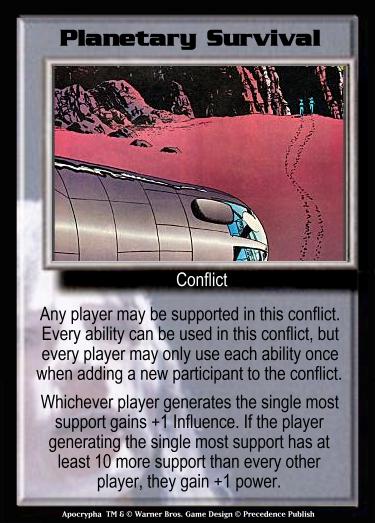 Planetary Survival
Conflict
Any player may be supported in this conflict.
Every ability can be used in this conflict, but
every player may only use each ability once
when adding a new participant to the conflict.
Whichever player generates the single most
support gains +1 Influence. If the player
generating the single most support has at
least 10 more support than every other
player, they gain +1 power.
Apocrypha TM & © Warner Bros. Game Design © Precedence Publish